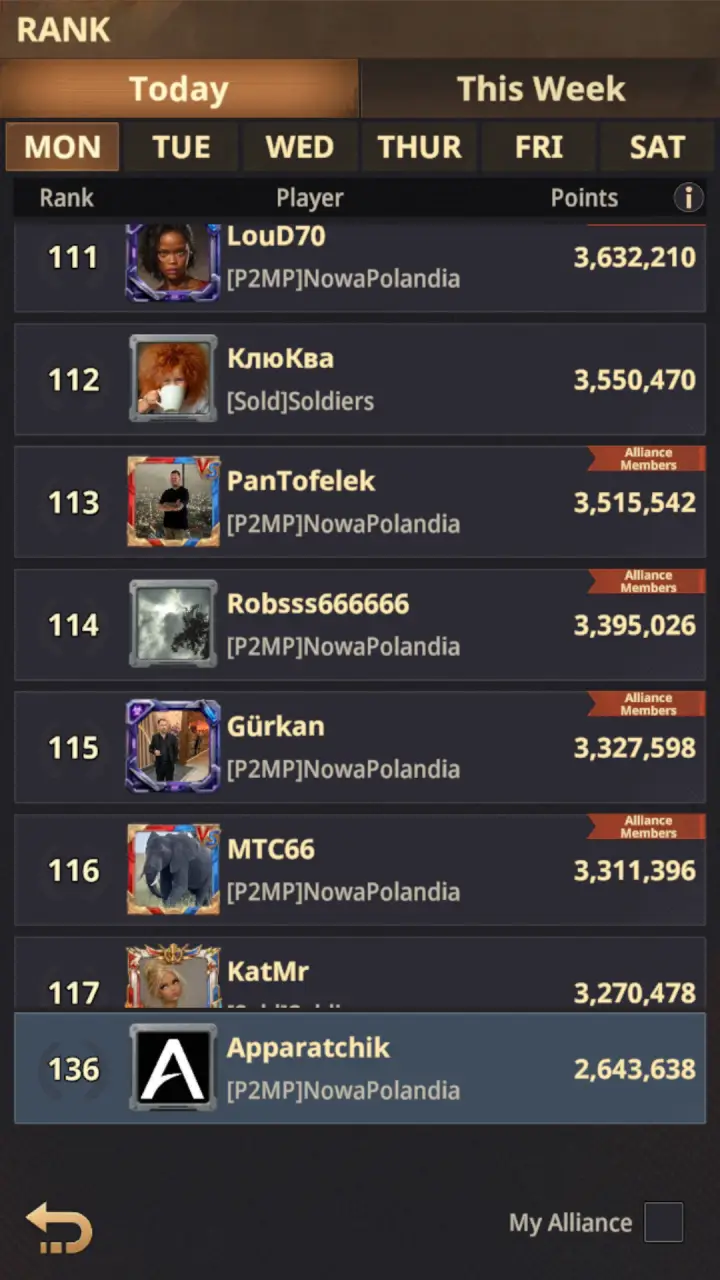 RANK
Today
This Week
MON
TUE
WED
THUR
FRI
SAT
Rank
Player
Points
111
LouD70
[P2MP]NowaPolandia
3,632,210
112
КлюКва
[Sold]Soldiers
3,550,470
113
PanTofelek
[P2MP]NowaPolandia
Alliance
Members
3,515,542
114
Robsss666666
[P2MP]NowaPolandia
Alliance
Members
3,395,026
115
Gürkan
[P2MP]NowaPolandia
Alliance
Members
3,327,598
116
MTC66
[P2MP]NowaPolandia
Alliance
Members
3,311,396
117
KatMr
3,270,478
136
Apparatchik
[P2MP]NowaPolandia
2,643,638
My Alliance